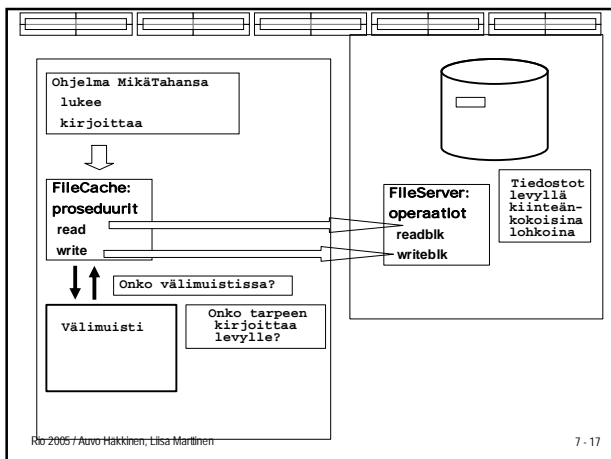 Ohjelma MikäTahansa
lukee
kirjoittaa
FileCache:
proseduurit
read
write
Onko välimuistissa?
Välimuisti
Onko tarpeen
kirjoittaa
levylle?
FileServer:
operaatiot
readblk
writeblk
Tiedostot
levyllä
kiinteän-
kokoisina
lohkoina
Rio 2005 / Auvo Häkkinen, Liisa Marttinen
7 - 17